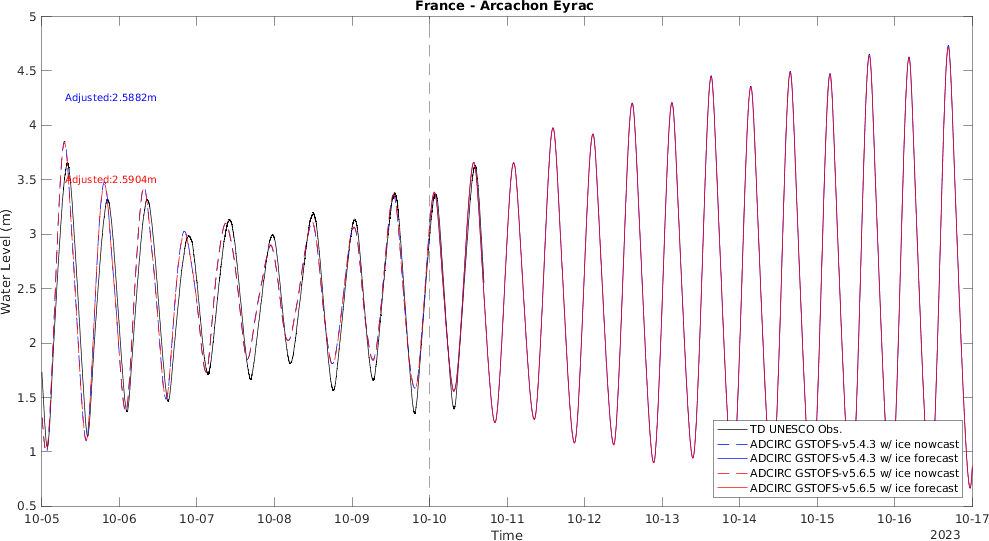 France - Arcachon Eyrac
Water Level (m)
5
4.5
4
3.5
3
2.5
2
1.5
1
0.5
Adjusted:2.5882m
Adjusted:2.5904m
TD UNESCO Obs.
ADCIRC GSTOFS-v5.4.3 w/ ice nowcast
ADCIRC GSTOFS-v5.4.3 w/ ice forecast
ADCIRC GSTOFS-v5.6.5 w/ ice nowcast
ADCIRC GSTOFS-v5.6.5 w/ ice forecast
10-05 10-06 10-07 10-08 10-09 10-10 10-11 10-12 10-13 10-14 10-15 10-16 10-17
Time
2023